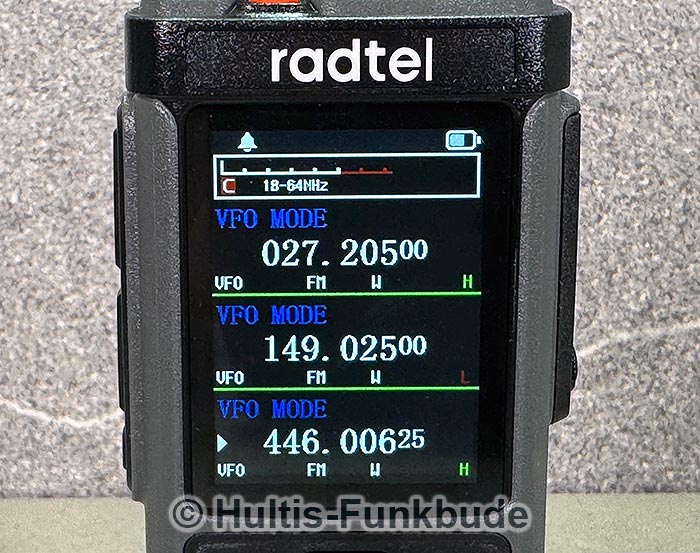 radtel
C 18-64MHz
VFO MODE
027.20500
VFO FM W H
VFO MODE
149.02500
VFO FM W L
VFO MODE
446.00625
VFO FM W H
© Hultis-Funkbude